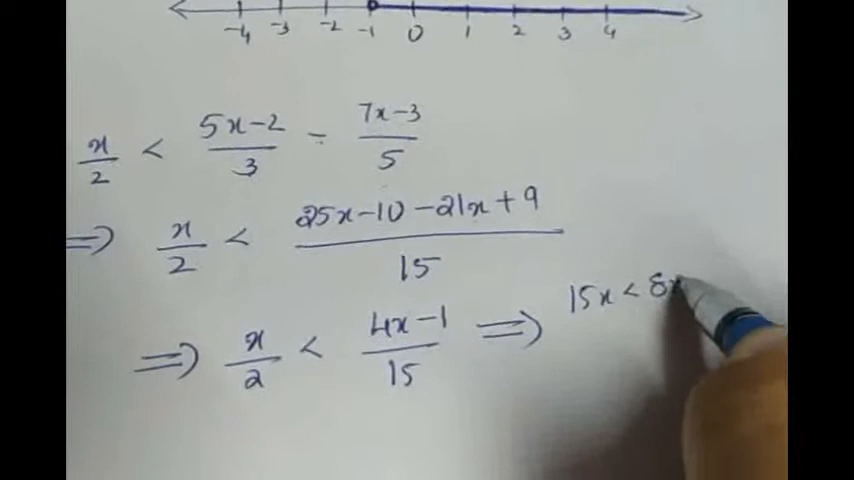 -4 -3 -2 -1 0 1 2 3 4
x/2 < (5x-2)/3 - (7x-3)/5
⇒ x/2 < (25x-10-21x+9)/15
⇒ x/2 < (4x-1)/15 ⇒ 15x < 8x